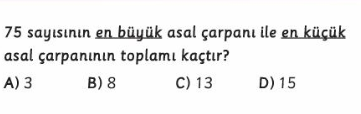 75 sayısının en büyük asal çarpanı ile en küçük
asal çarpanının toplamı kaçtır?
A) 3 B) 8 C) 13 D) 15